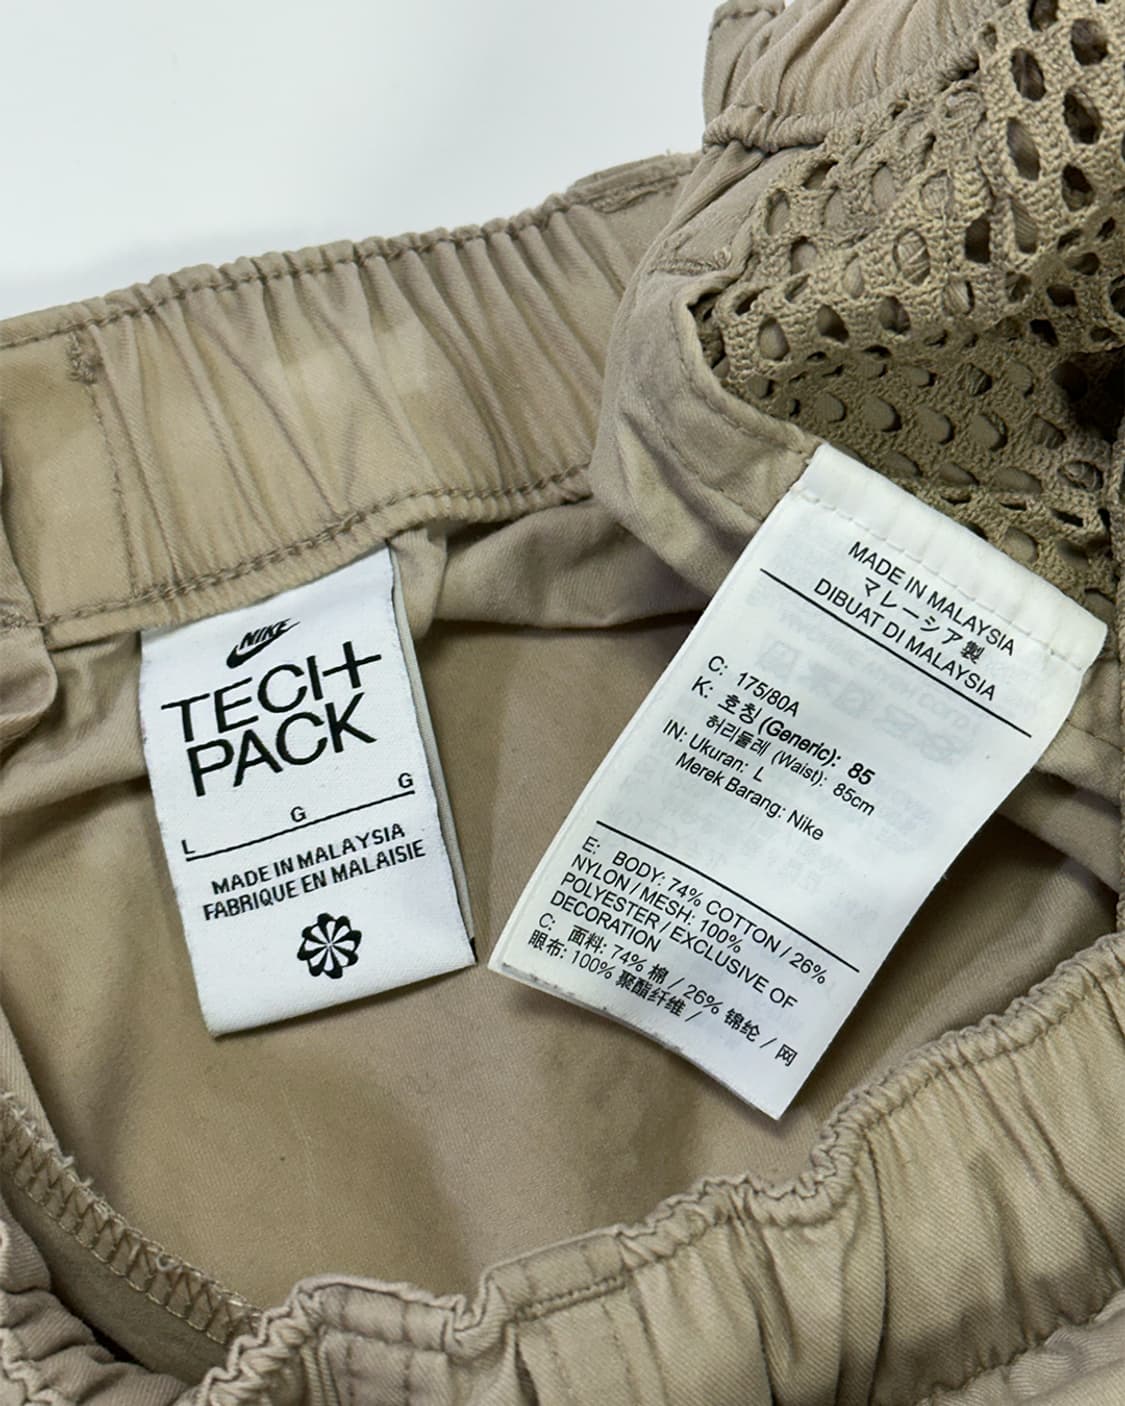 NIKE
TECH
PACK
L G G
MADE IN MALAYSIA
FABRIQUE EN MALAISIE
MADE IN MALAYSIA
マレーシア製
DIBUAT DI MALAYSIA
C: 175/80A
K: 호칭 (Generic): 85
허리둘레 (Waist): 85cm
IN: Ukuran: L
Merek Barang: Nike
E: BODY: 74% COTTON / 26%
NYLON / MESH: 100%
POLYESTER / EXCLUSIVE OF
DECORATION
C: 面料: 74% 棉 / 26% 锦纶 / 网
眼布: 100% 聚酯纤维 /